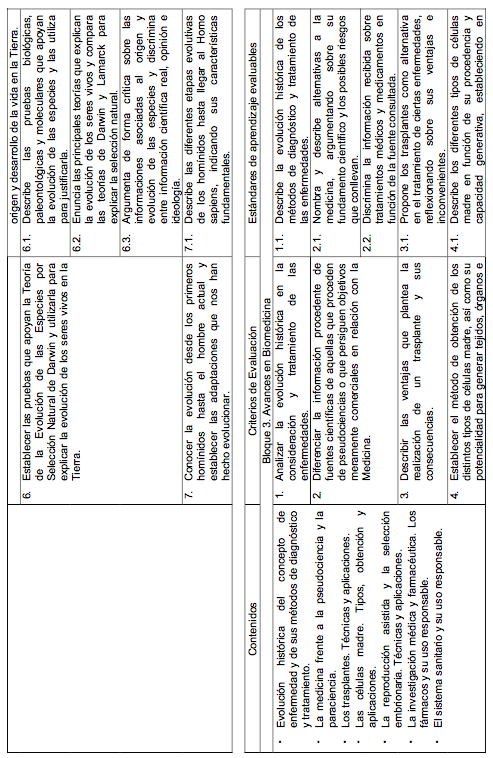 origen y desarrollo de la vida en la Tierra.
6. Establecer las pruebas que apoyan la Teoría
de la Evolución de las Especies por
Selección Natural de Darwin y utilizarla para
explicar la evolución de los seres vivos en la
Tierra.
6.1. Describe las pruebas biológicas,
paleontológicas y moleculares que apoyan
la evolución de las especies y las utiliza
para justificarla.
6.2. Enuncia las principales teorías que explican
la evolución de los seres vivos y compara
las teorías de Darwin y Lamarck para
explicar la selección natural.
6.3. Argumenta de forma crítica sobre las
informaciones asociadas al origen y
evolución de las especies y discrimina
entre información científica real, opinión e
ideología.
7. Conocer la evolución desde los primeros
homínidos hasta el hombre actual y
establecer las adaptaciones que nos han
hecho evolucionar.
7.1. Describe las diferentes etapas evolutivas
de los homínidos hasta llegar al Homo
sapiens, indicando sus características
fundamentales.
Contenidos
Criterios de Evaluación
Estándares de aprendizaje evaluables
Bloque 3. Avances en Biomedicina
• Evolución histórica del concepto de
enfermedad y de sus métodos de diagnóstico
y tratamiento.
• La medicina frente a la pseudociencia y la
paraciencia.
• Los trasplantes. Técnicas y aplicaciones.
• Las células madre. Tipos, obtención y
aplicaciones.
• La reproducción asistida y la selección
embrionaria. Técnicas y aplicaciones.
• La investigación médica y farmacéutica. Los
fármacos y su uso responsable.
• El sistema sanitario y su uso responsable.
1. Analizar la evolución histórica en la
consideración y tratamiento de las
enfermedades.
2. Diferenciar la información procedente de
fuentes científicas de aquellas que proceden
de pseudociencias o que persiguen objetivos
meramente comerciales en relación con la
Medicina.
3. Describir las ventajas que plantea la
realización de un trasplante y sus
consecuencias.
4. Establecer el método de obtención de los
distintos tipos de células madre, así como su
potencialidad para generar tejidos, órganos e
1.1. Describe la evolución histórica de los
métodos de diagnóstico y tratamiento de
las enfermedades.
2.1. Nombra y describe alternativas a la
medicina, argumentando sobre su
fundamento científico y los posibles riesgos
que conllevan.
2.2. Discrimina la información recibida sobre
tratamientos médicos y medicamentos en
función de la fuente consultada.
3.1. Propone los trasplantes como alternativa
en el tratamiento de ciertas enfermedades,
reflexionando sobre sus ventajas e
inconvenientes.
4.1. Describe los diferentes tipos de células
madre en función de su procedencia y
capacidad generativa, estableciendo en